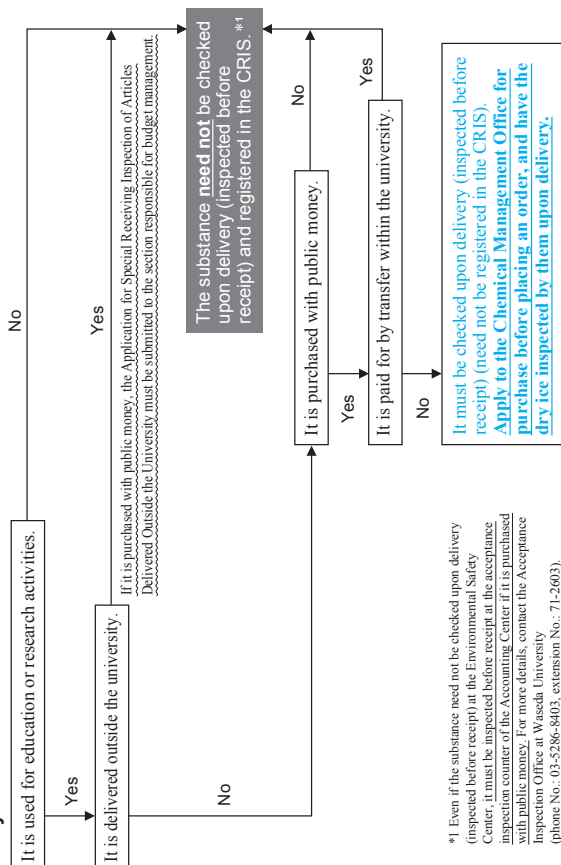 It is used for education or research activities.
No
Yes
It is delivered outside the university.
Yes
If it is purchased with public money, the Application for Special Receiving Inspection of Articles
Delivered Outside the University must be submitted to the section responsible for budget management.
No
The substance need not be checked
upon delivery (inspected before
receipt) and registered in the CRIS. *1
It is purchased with public money.
No
Yes
It is paid for by transfer within the university.
Yes
No
It must be checked upon delivery (inspected before
receipt) (need not be registered in the CRIS).
Apply to the Chemical Management Office for
purchase before placing an order, and have the
dry ice inspected by them upon delivery.
*1 Even if the substance need not be checked upon delivery
(inspected before receipt) at the Environmental Safety
Center, it must be inspected before receipt at the acceptance
inspection counter of the Accounting Center if it is purchased
with public money. For more details, contact the Acceptance
Inspection Office at Waseda University
(phone No.: 03-5286-8403, extension No.: 71-2603).